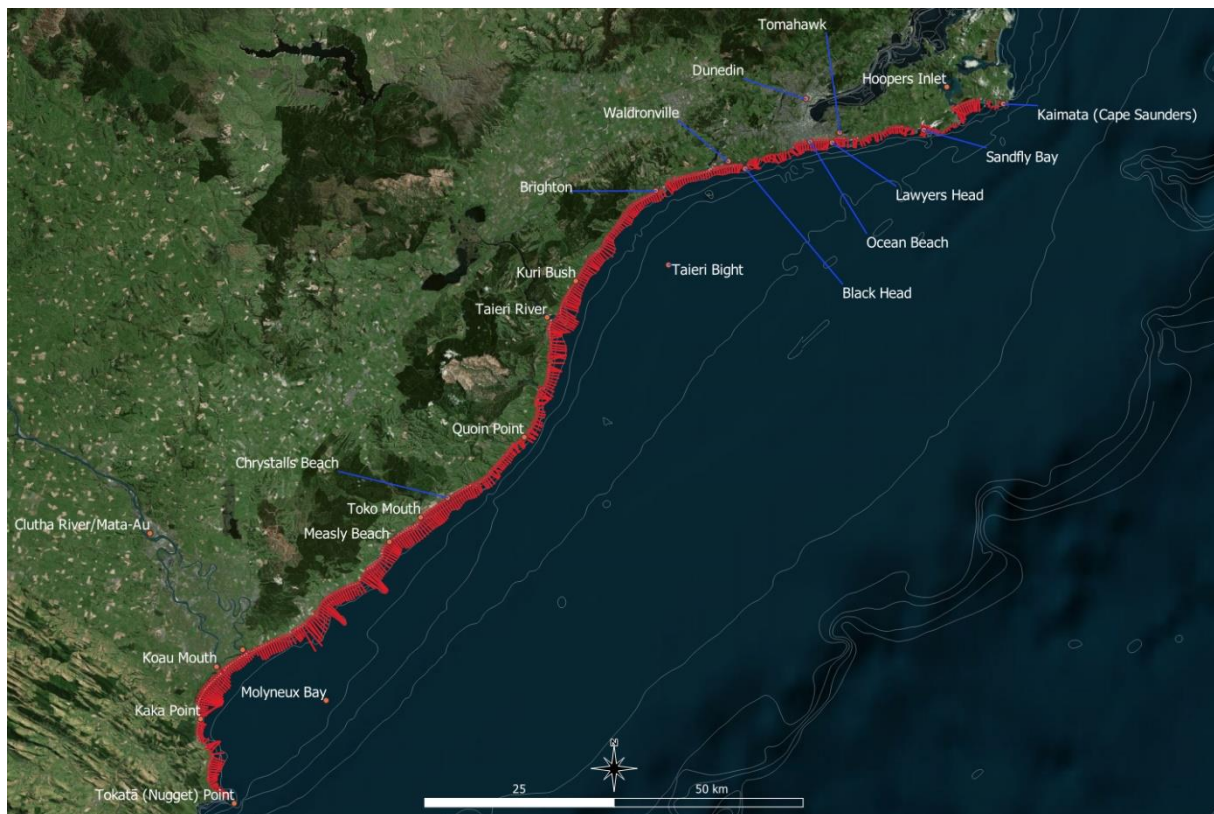 Tomahawk
Dunedin
Hoopers Inlet
Waldronville
Kaimata (Cape Saunders)
Sandfly Bay
Brighton
Lawyers Head
Ocean Beach
Kuri Bush
Taieri Bight
Black Head
Taieri River
Quoin Point
Chrystalls Beach
Toko Mouth
Clutha River/Mata-Au
Measly Beach
Koau Mouth
Molyneux Bay
Kaka Point
N
Tokatā (Nugget) Point
25
50 km